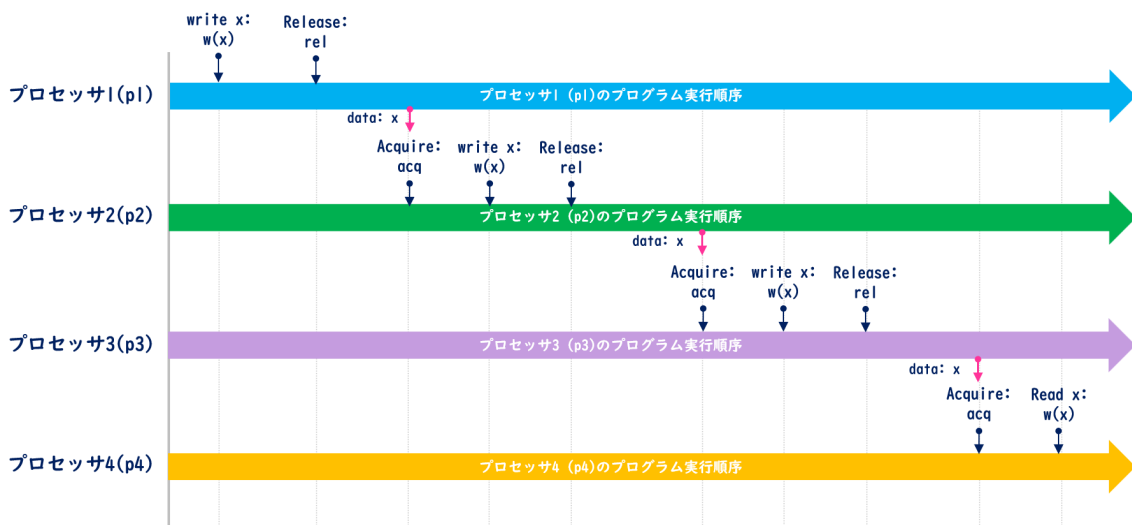 write x:
w(x)
Release:
rel
プロセッサ1(p1)
プロセッサ1 (p1)のプログラム実行順序
data: x
Acquire:
acq
write x:
w(x)
Release:
rel
プロセッサ2(p2)
プロセッサ2 (p2)のプログラム実行順序
data: x
Acquire:
acq
write x:
w(x)
Release:
rel
プロセッサ3(p3)
プロセッサ3 (p3)のプログラム実行順序
data: x
Acquire:
acq
Read x:
w(x)
プロセッサ4(p4)
プロセッサ4 (p4)のプログラム実行順序